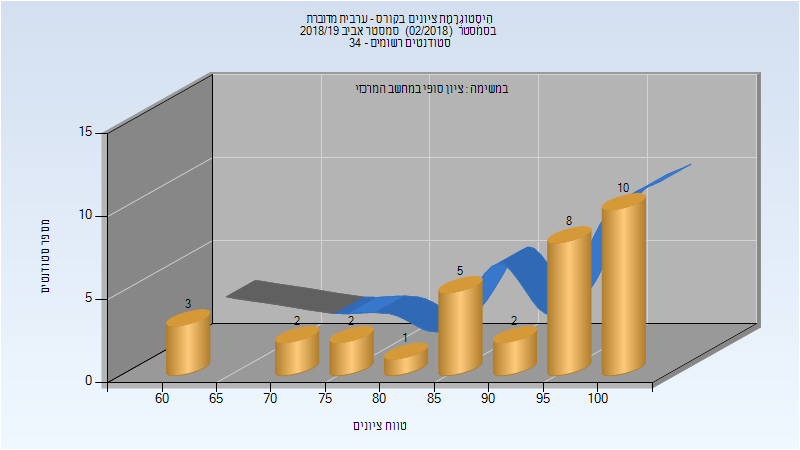 היסטוגרמת ציונים בקורס - ערבית מדוברת
בסמסטר (02/2018) סמסטר אביב 2018/19
סטודנטים רשומים - 34
במשימה : ציון סופי במחשב המרכזי
מספר סטודנטים
15
10
5
0
3
2
2
1
5
2
8
10
60 65 70 75 80 85 90 95 100
טווח ציונים